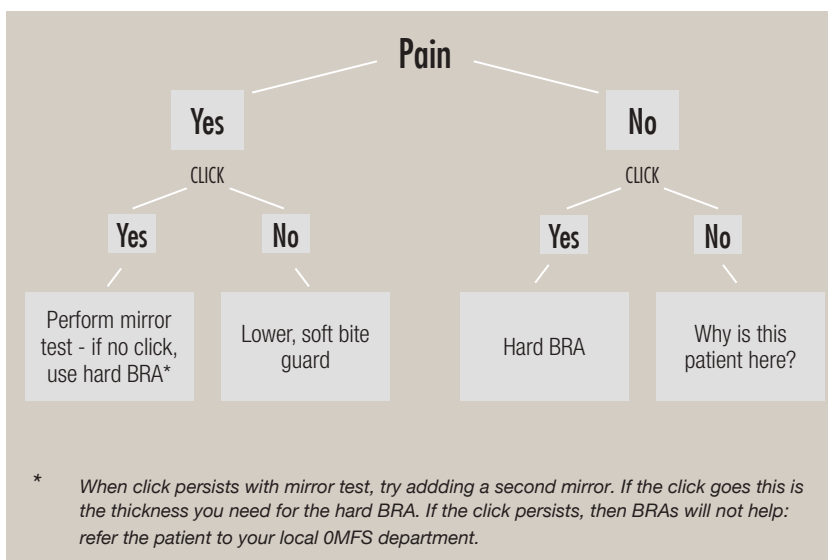 Pain
Yes
No
CLICK
CLICK
Yes
No
Yes
No
Perform mirror
test - if no click,
use hard BRA*
Lower, soft bite
guard
Hard BRA
Why is this
patient here?
* When click persists with mirror test, try addding a second mirror. If the click goes this is
the thickness you need for the hard BRA. If the click persists, then BRAs will not help:
refer the patient to your local 0MFS department.